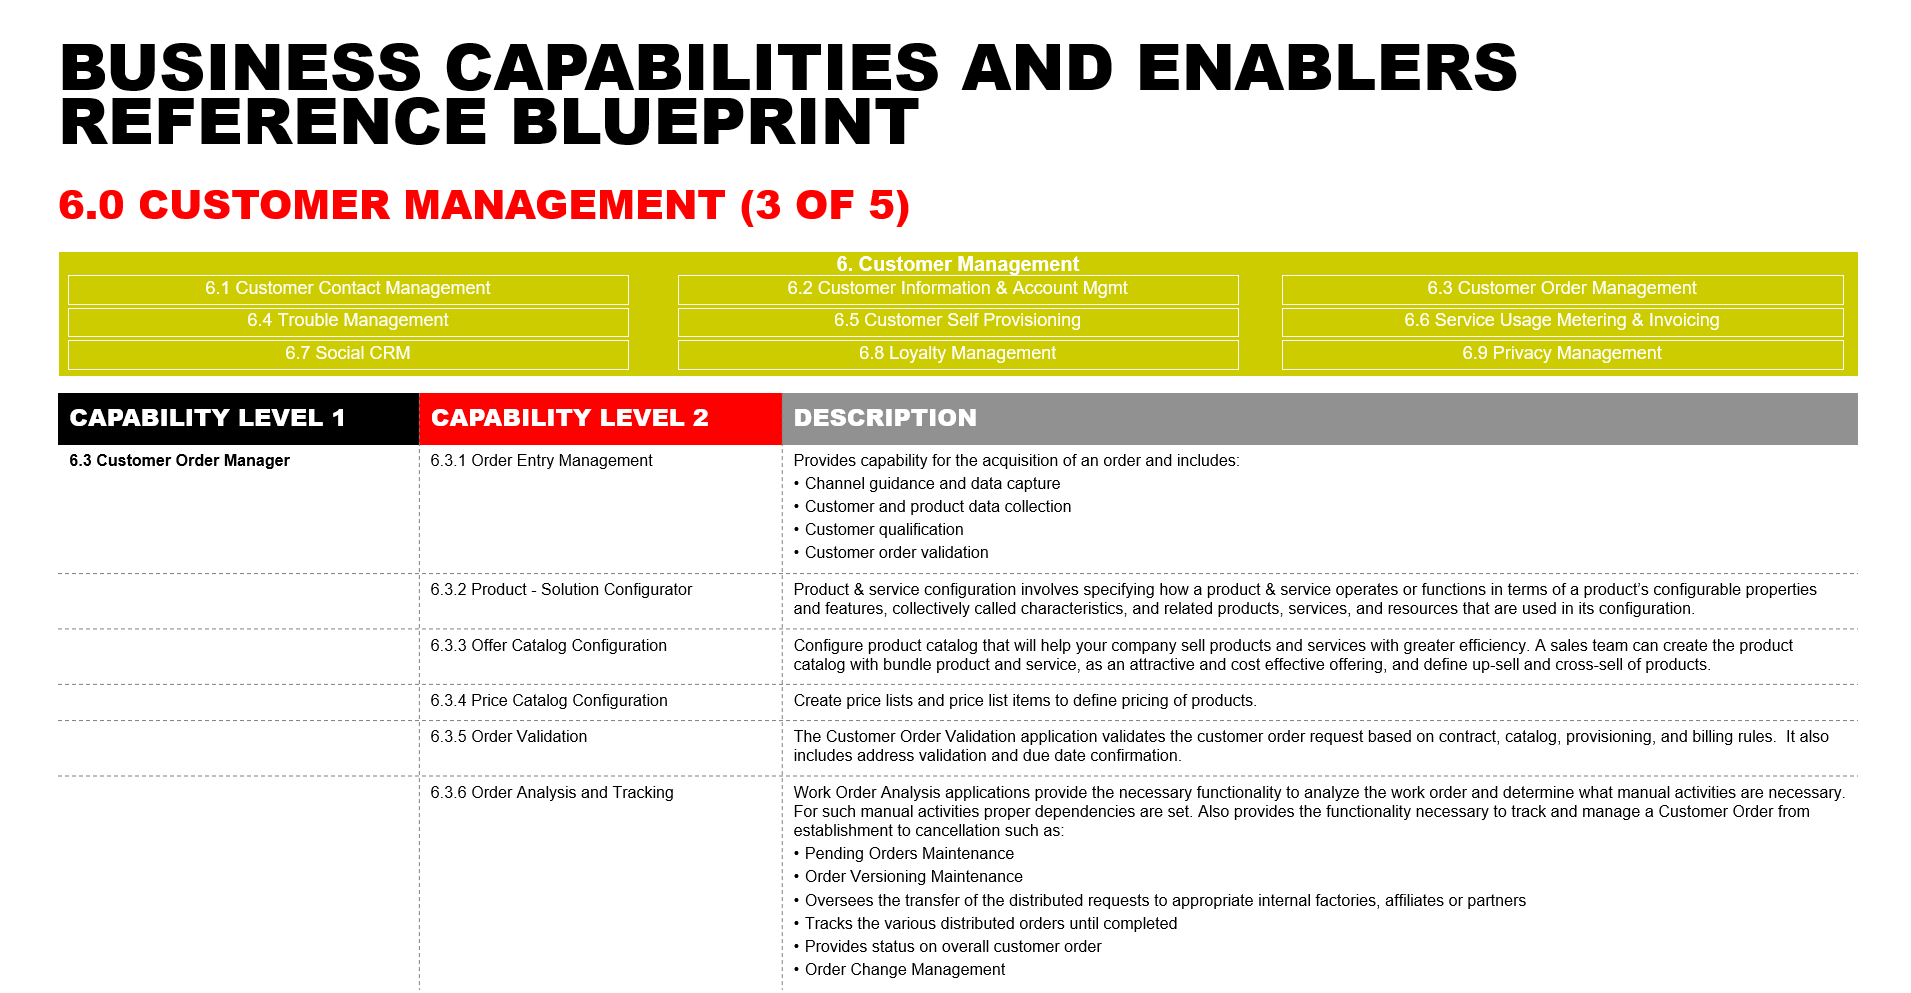 BUSINESS CAPABILITIES AND ENABLERS
REFERENCE BLUEPRINT
6.0 CUSTOMER MANAGEMENT (3 OF 5)
6. Customer Management
6.1 Customer Contact Management
6.2 Customer Information & Account Mgmt
6.3 Customer Order Management
6.4 Trouble Management
6.5 Customer Self Provisioning
6.6 Service Usage Metering & Invoicing
6.7 Social CRM
6.8 Loyalty Management
6.9 Privacy Management
CAPABILITY LEVEL 1
CAPABILITY LEVEL 2
DESCRIPTION
6.3 Customer Order Manager
6.3.1 Order Entry Management
Provides capability for the acquisition of an order and includes:
• Channel guidance and data capture
• Customer and product data collection
• Customer qualification
• Customer order validation
6.3.2 Product - Solution Configurator
Product & service configuration involves specifying how a product & service operates or functions in terms of a product’s configurable properties
and features, collectively called characteristics, and related products, services, and resources that are used in its configuration.
6.3.3 Offer Catalog Configuration
Configure product catalog that will help your company sell products and services with greater efficiency. A sales team can create the product
catalog with bundle product and service, as an attractive and cost effective offering, and define up-sell and cross-sell of products.
6.3.4 Price Catalog Configuration
Create price lists and price list items to define pricing of products.
6.3.5 Order Validation
The Customer Order Validation application validates the customer order request based on contract, catalog, provisioning, and billing rules.  It also
includes address validation and due date confirmation.
6.3.6 Order Analysis and Tracking
Work Order Analysis applications provide the necessary functionality to analyze the work order and determine what manual activities are necessary.
For such manual activities proper dependencies are set. Also provides the functionality necessary to track and manage a Customer Order from
establishment to cancellation such as:
• Pending Orders Maintenance
• Order Versioning Maintenance
• Oversees the transfer of the distributed requests to appropriate internal factories, affiliates or partners
• Tracks the various distributed orders until completed
• Provides status on overall customer order
• Order Change Management